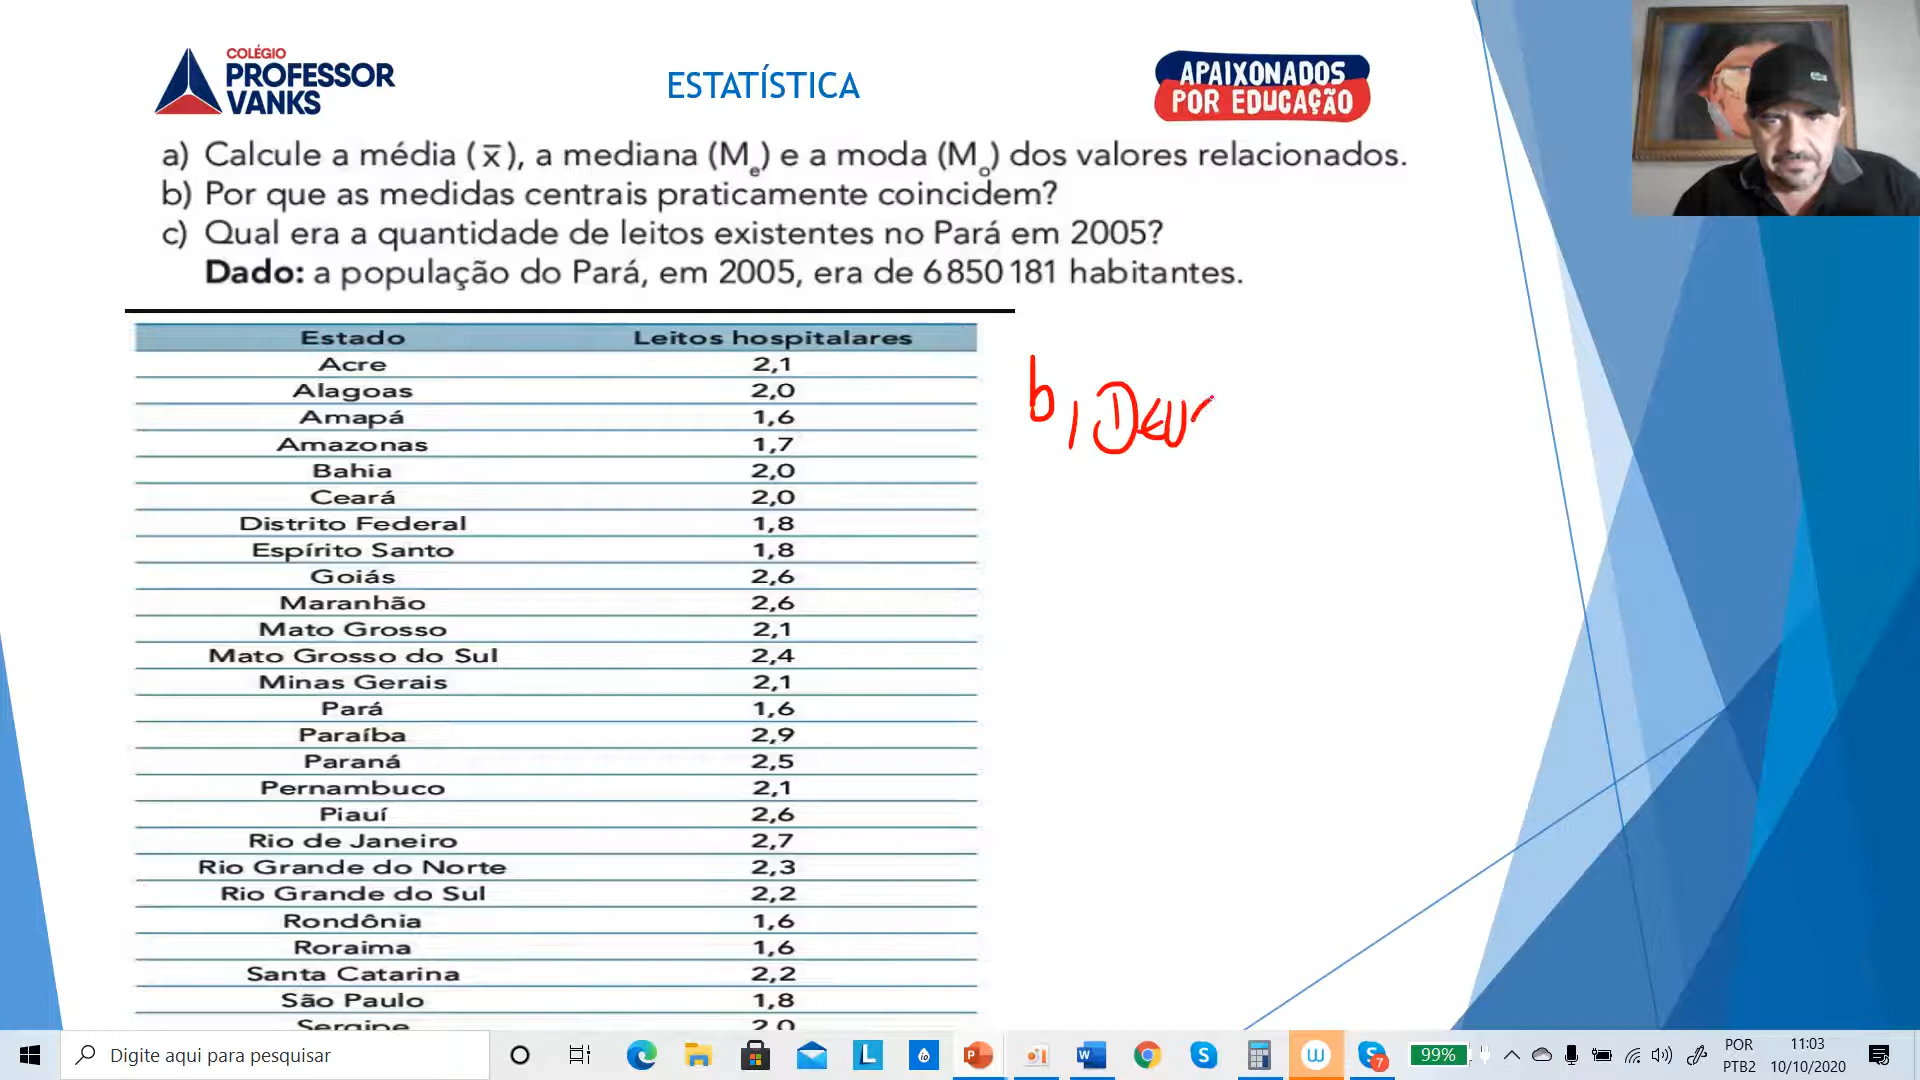 COLÉGIO
PROFESSOR
VANKS
ESTATÍSTICA
APAIXONADOS
POR EDUCAÇÃO
a) Calcule a média (x̅), a mediana (Me) e a moda (Mo) dos valores relacionados.
b) Por que as medidas centrais praticamente coincidem?
c) Qual era a quantidade de leitos existentes no Pará em 2005?
Dado: a população do Pará, em 2005, era de 6 850 181 habitantes.
Estado Leitos hospitalares
Acre 2,1
Alagoas 2,0
Amapá 1,6
Amazonas 1,7
Bahia 2,0
Ceará 2,0
Distrito Federal 1,8
Espírito Santo 1,8
Goiás 2,6
Maranhão 2,6
Mato Grosso 2,1
Mato Grosso do Sul 2,4
Minas Gerais 2,1
Pará 1,6
Paraíba 2,9
Paraná 2,5
Pernambuco 2,1
Piauí 2,6
Rio de Janeiro 2,7
Rio Grande do Norte 2,3
Rio Grande do Sul 2,2
Rondônia 1,6
Roraima 1,6
Santa Catarina 2,2
São Paulo 1,8
Sergipe 2,0
b,
Digite aqui para pesquisar
99%
POR
PTB2
11:03
10/10/2020